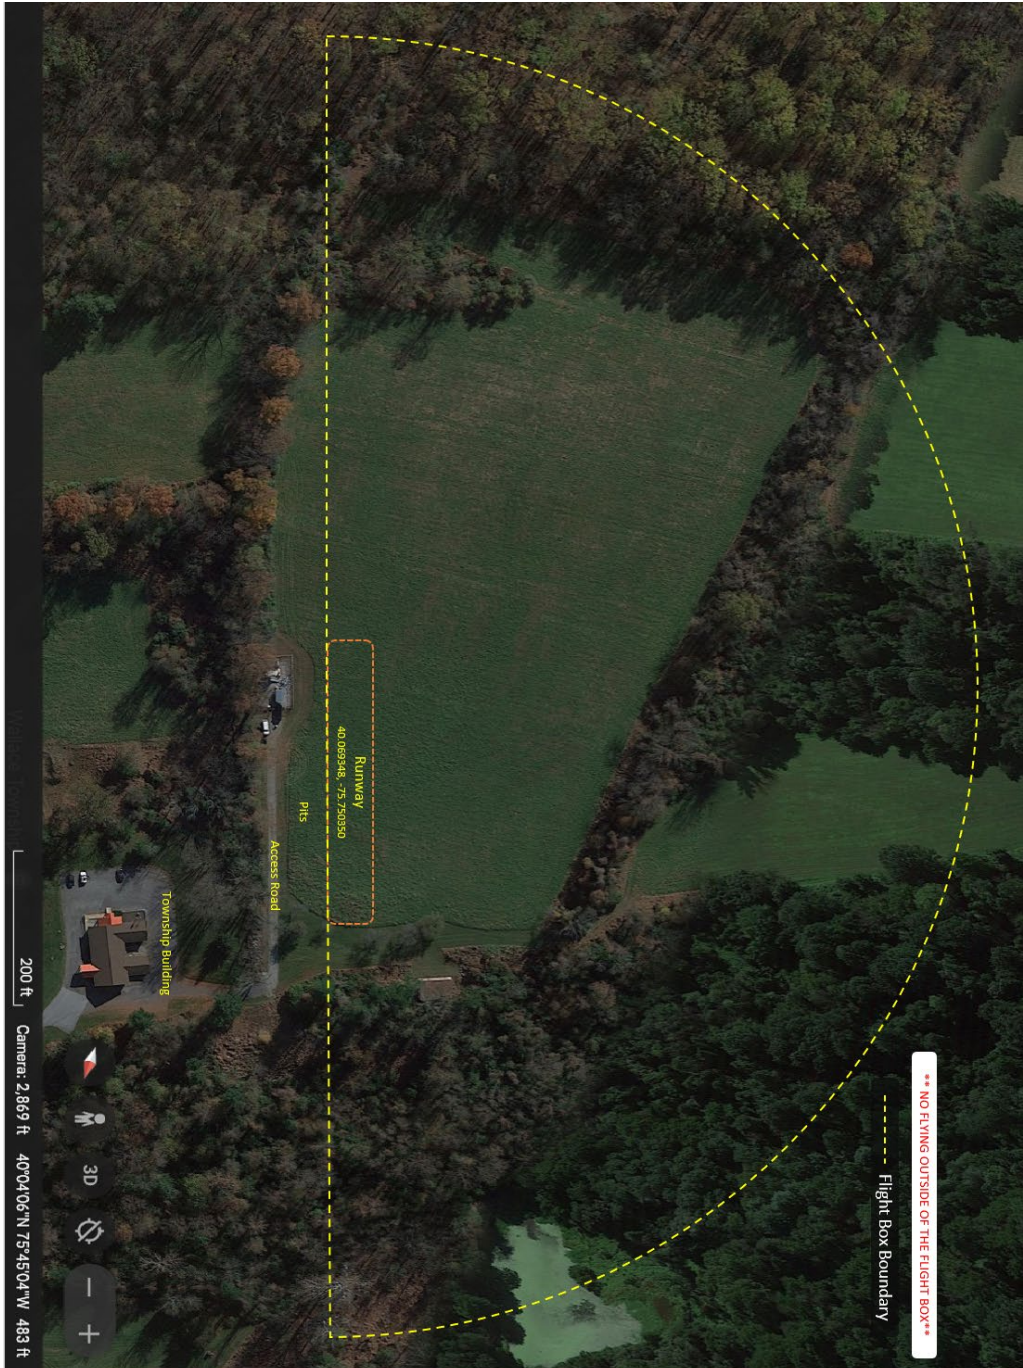 ** NO FLYING OUTSIDE OF THE FLIGHT BOX**
Flight Box Boundary
Runway
40.069348, -75.750350
Pits
Access Road
Township Building
200 ft
Camera: 2,869 ft
40°04'06"N 75°45'04"W
483 ft
3D